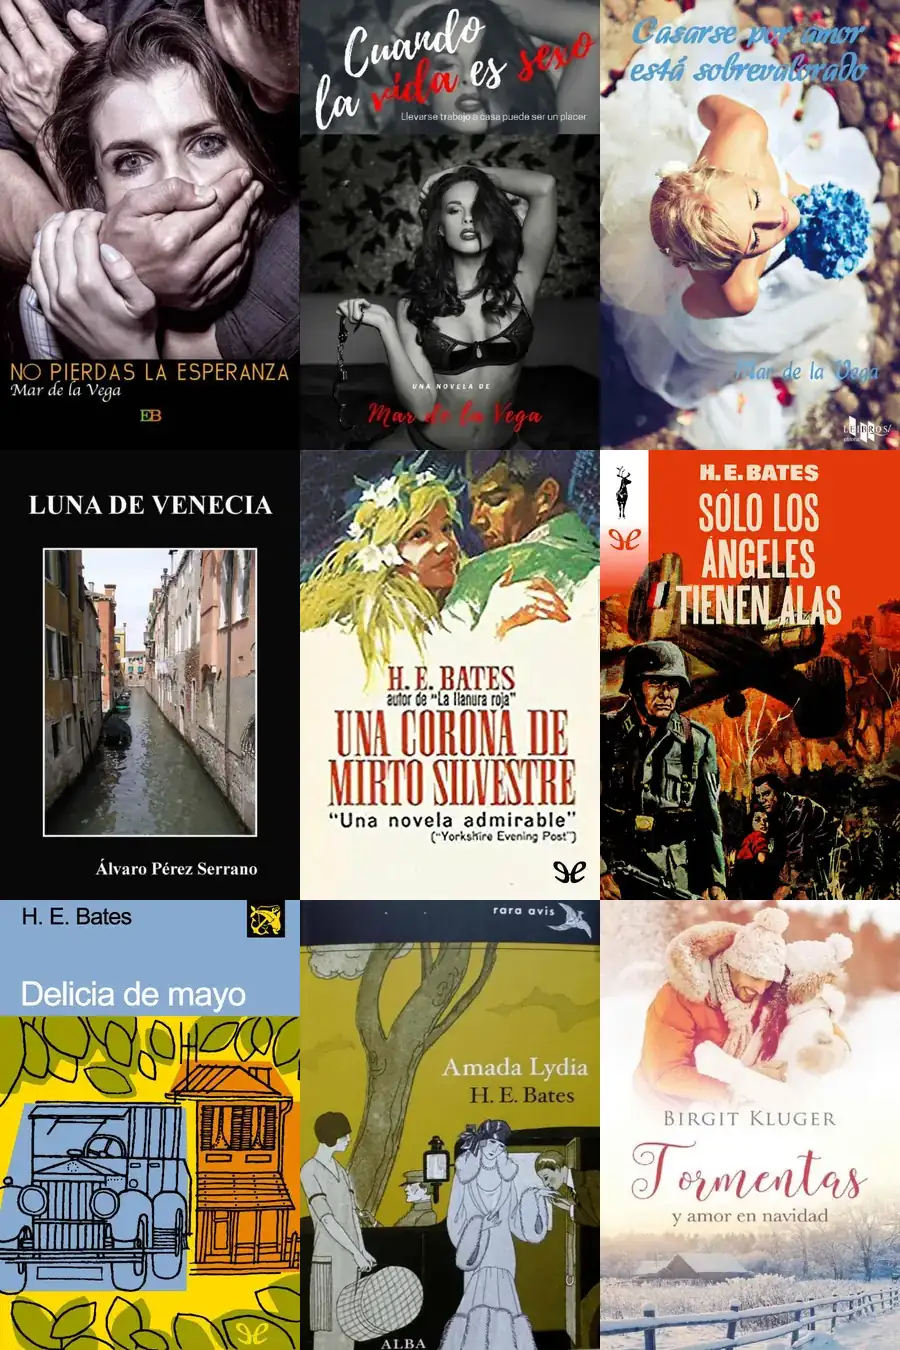 NO PIERDAS LA ESPERANZA
Mar de la Vega
EB
Cuando
la vida es sexo
Llevarse trabajo a casa puede ser un placer
UNA NOVELA DE
Mar de la Vega
Casarse por amor
está sobrevalorado
Mar de la Vega
LEIBROS/
LUNA DE VENECIA
Álvaro Pérez Serrano
H. E. BATES
autor de "La llanura roja"
UNA CORONA DE
MIRTO SILVESTRE
"Una novela admirable"
("Yorkshire Evening Post")
H. E. BATES
SÓLO LOS
ÁNGELES
TIENEN ALAS
H. E. Bates
Delicia de mayo
rara avis
Amada Lydia
H. E. Bates
ALBA
BIRGIT KLUGER
Tormentas
y amor en navidad